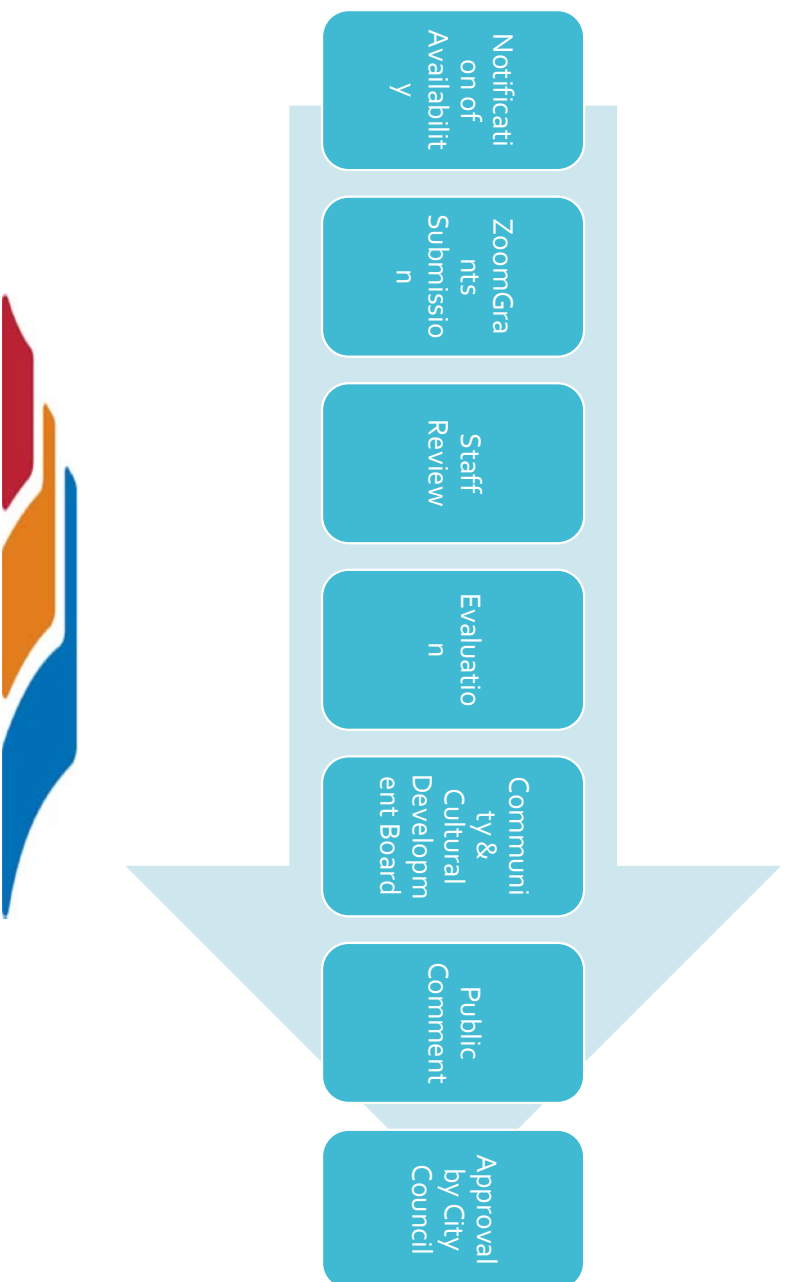 Notificati
on of
Availabilit
y
ZoomGra
nts
Submissio
n
Staff
Review
Evaluatio
n
Communi
ty &
Cultural
Developm
ent Board
Public
Comment
Approval
by City
Council